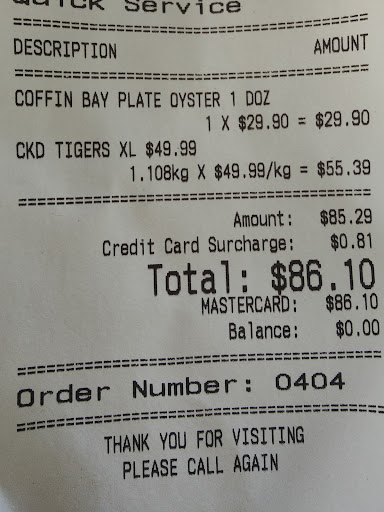 Quick Service
DESCRIPTION AMOUNT
COFFIN BAY PLATE OYSTER 1 DOZ
1 X $29.90 = $29.90
CKD TIGERS XL $49.99
1.108kg X $49.99/kg = $55.39
Amount: $85.29
Credit Card Surcharge: $0.81
Total: $86.10
MASTERCARD: $86.10
Balance: $0.00
Order Number: 0404
THANK YOU FOR VISITING
PLEASE CALL AGAIN